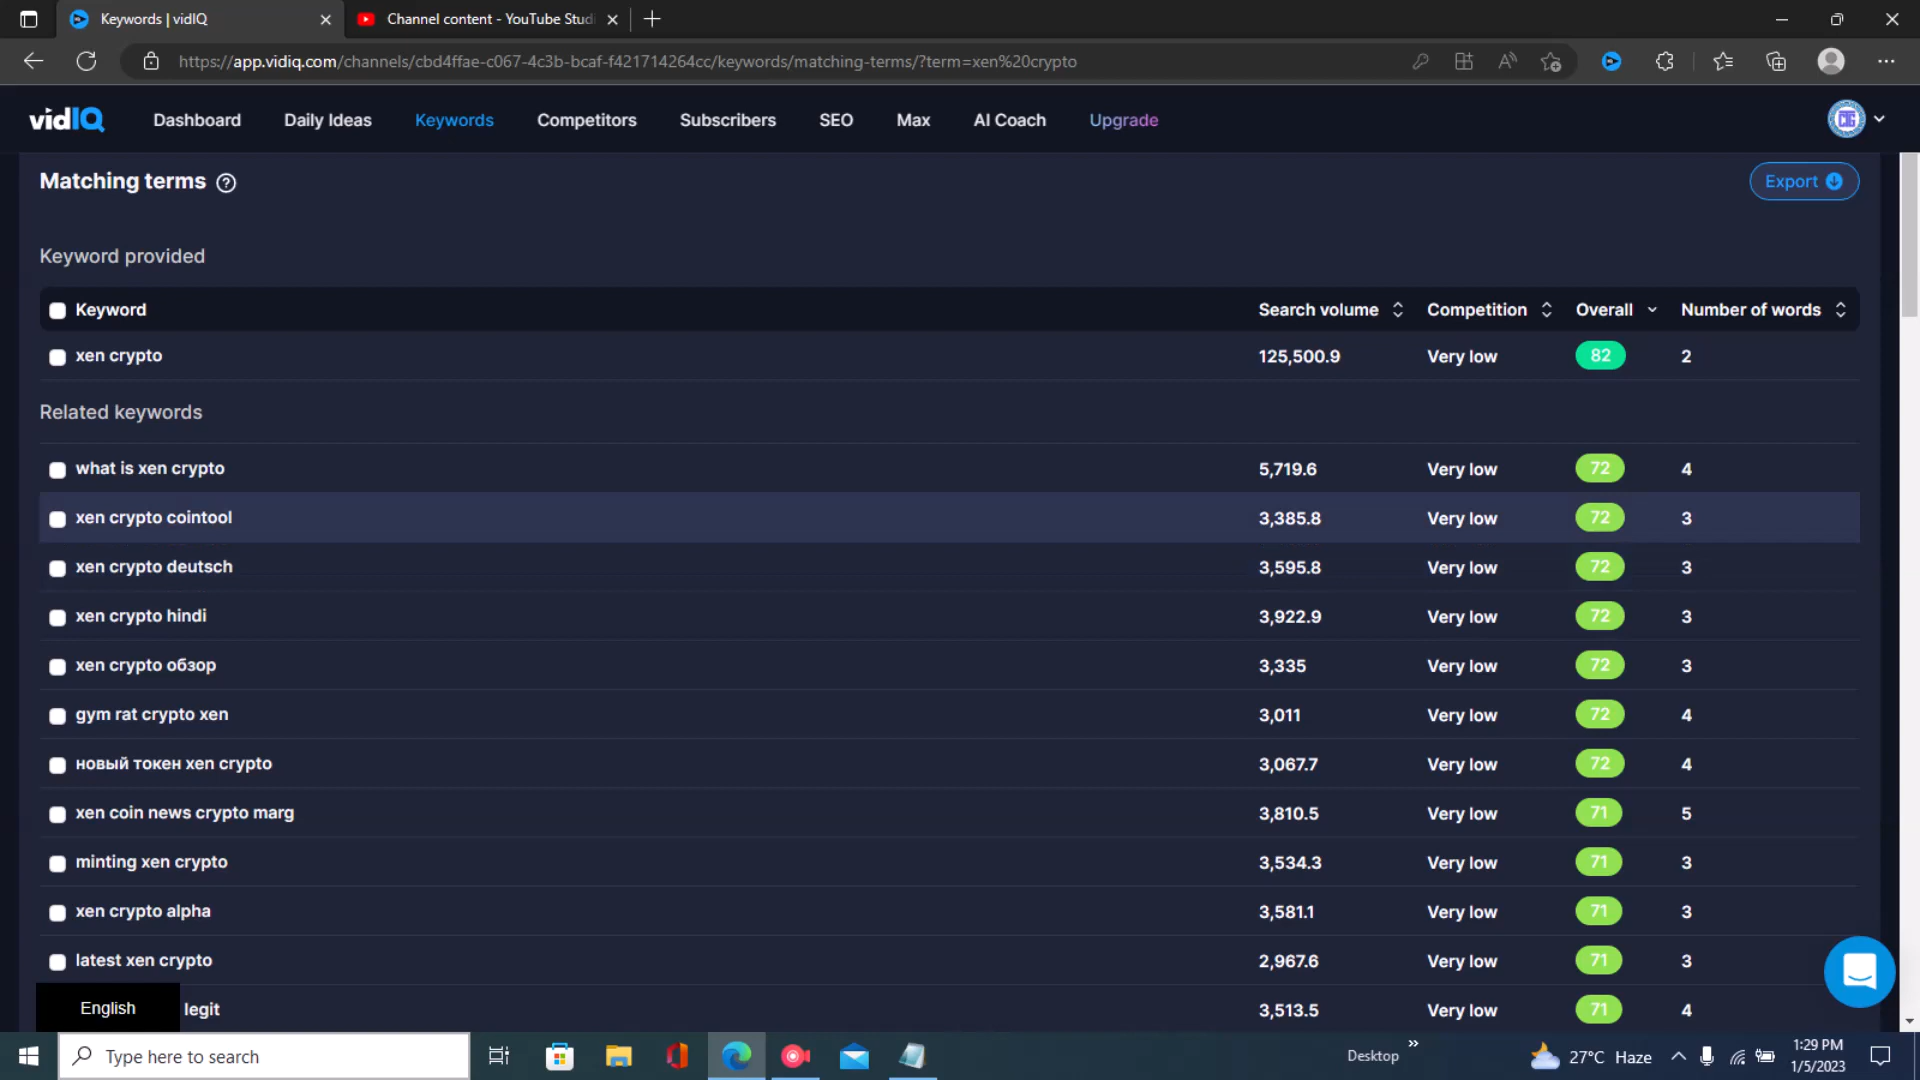 Keywords | vidIQ
Channel content - YouTube Studi
https://app.vidiq.com/channels/cbd4ffae-c067-4c3b-bcaf-f421714264cc/keywords/matching-terms/?term=xen%20crypto
vidIQ Dashboard Daily Ideas Keywords Competitors Subscribers SEO Max AI Coach Upgrade
Matching terms ?
Export
Keyword provided
Keyword Search volume Competition Overall Number of words
xen crypto 125,500.9 Very low 82 2
Related keywords
what is xen crypto 5,719.6 Very low 72 4
xen crypto cointool 3,385.8 Very low 72 3
xen crypto deutsch 3,595.8 Very low 72 3
xen crypto hindi 3,922.9 Very low 72 3
xen crypto обзор 3,335 Very low 72 3
gym rat crypto xen 3,011 Very low 72 4
новый токен xen crypto 3,067.7 Very low 72 4
xen coin news crypto marg 3,810.5 Very low 71 5
minting xen crypto 3,534.3 Very low 71 3
xen crypto alpha 3,581.1 Very low 71 3
latest xen crypto 2,967.6 Very low 71 3
English legit 3,513.5 Very low 71 4
Type here to search
Desktop »
27°C Haze
1:29 PM
1/5/2023